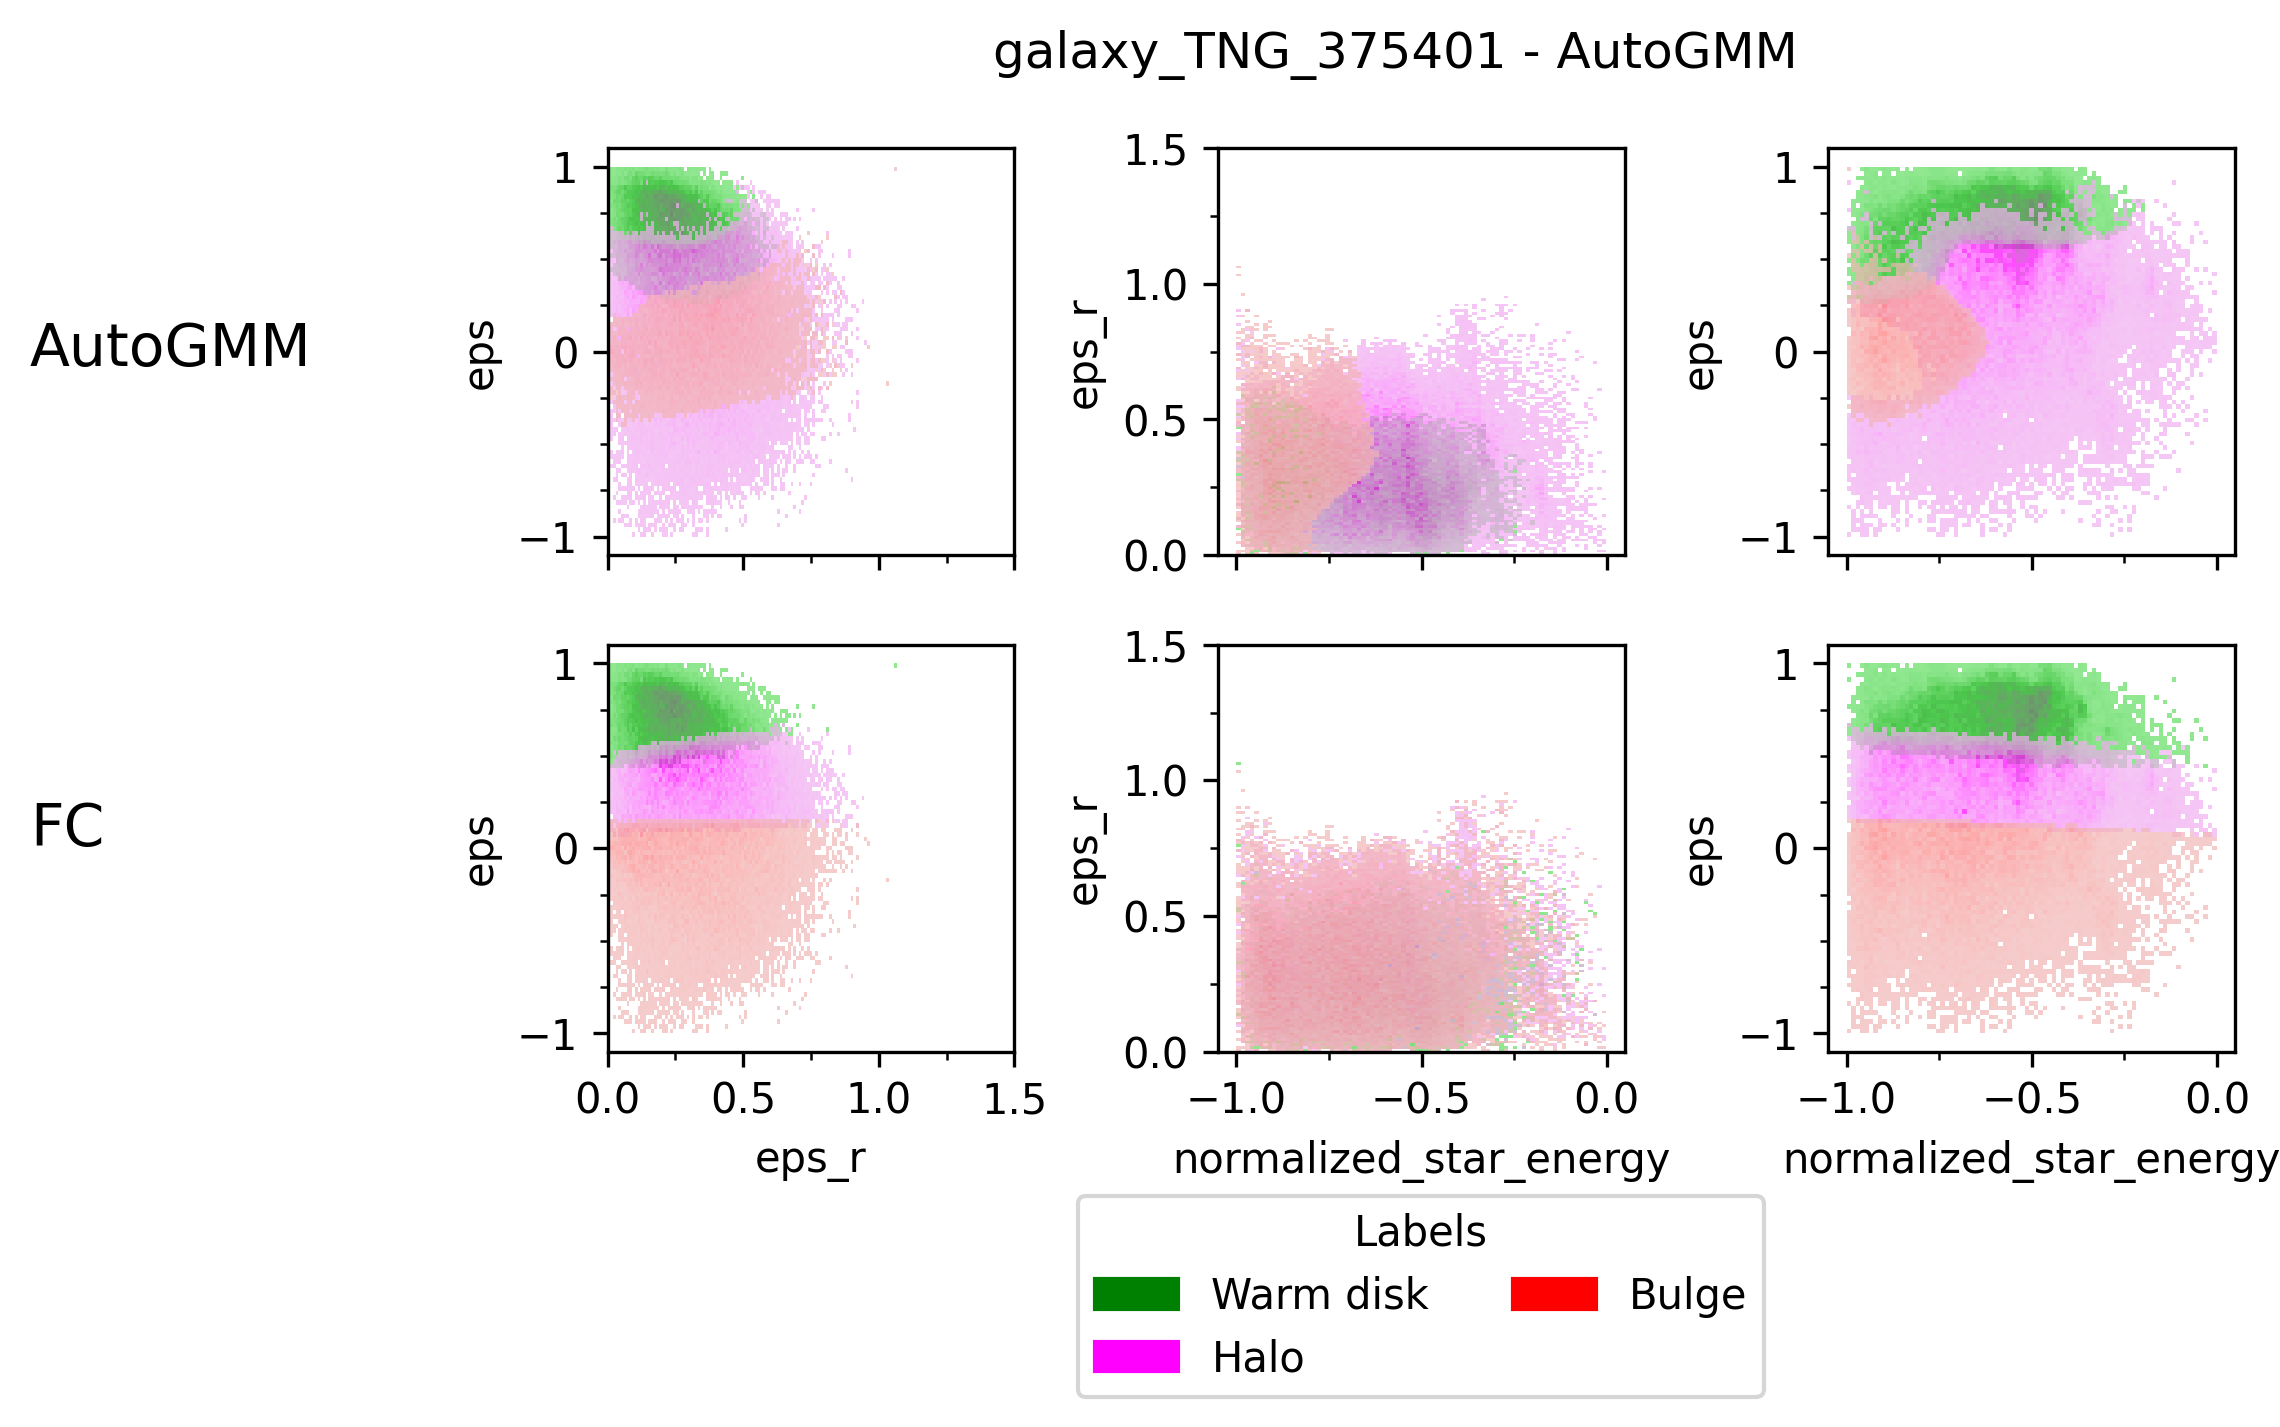 galaxy_TNG_375401 - AutoGMM
AutoGMM
eps
1
0
−1
eps_r
1.5
1.0
0.5
0.0
eps
1
0
−1
FC
eps
1
0
−1
0.0 0.5 1.0 1.5
eps_r
eps_r
1.5
1.0
0.5
0.0
−1.0 −0.5 0.0
normalized_star_energy
eps
1
0
−1
−1.0 −0.5 0.0
normalized_star_energy
Labels
Warm disk
Halo
Bulge